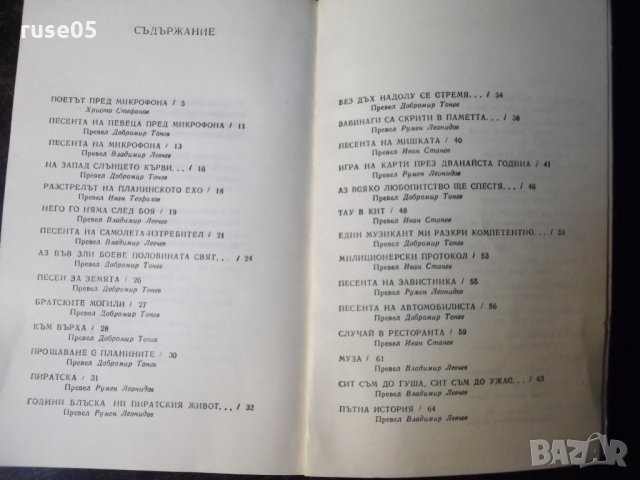 ruse05
СЪДЪРЖАНИЕ
ПОЕТЪТ ПРЕД МИКРОФОНА / 5
Христо Стефанов
ПЕСЕНТА НА ПЕВЕЦА ПРЕД МИКРОФОНА / 11
Превел Добромир Тонев
ПЕСЕНТА НА МИКРОФОНА / 13
Превел Владимир Левчев
НА ЗАПАД СЛЪНЦЕТО КЪРВИ... / 16
Превел Добромир Тонев
РАЗСТРЕЛЪТ НА ПЛАНИНСКОТО ЕХО / 18
Превел Иван Теофилов
НЕГО ГО НЯМА СЛЕД БОЯ / 19
Превел Владимир Левчев
ПЕСЕНТА НА САМОЛЕТА-ИЗТРЕБИТЕЛ / 21
Превел Владимир Левчев
АЗ ВЪВ ЗЛИ БОЕВЕ ПОЛОВИНАТА СВЯТ... / 24
Превел Добромир Тонев
ПЕСЕН ЗА ЗЕМЯТА / 26
Превел Добромир Тонев
БРАТСКИТЕ МОГИЛИ / 27
Превел Добромир Тонев
КЪМ ВЪРХА / 28
Превел Добромир Тонев
ПРОЩАВАНЕ С ПЛАНИНИТЕ / 30
Превел Добромир Тонев
ПИРАТСКА / 31
Превел Румен Леонидов
ГОДИНИ БЛЪСКА НИ ПИРАТСКИЯ ЖИВОТ... / 32
Превел Румен Леонидов
БЕЗ ДЪХ НАДОЛУ СЕ СТРЕМЯ... / 34
Превел Добромир Тонев
ЗАВИНАГИ СА СКРИТИ В ПАМЕТТА... / 38
Превел Румен Леонидов
ПЕСЕНТА НА МИШКАТА / 40
Превел Иван Станев
ИГРА НА КАРТИ ПРЕЗ ДВАНАЙСТА ГОДИНА / 41
Превел Румен Леонидов
АЗ ВСЯКО ЛЮБОПИТСТВО ЩЕ СПЕСТЯ... / 46
Превел Добромир Тонев
ТАУ В КИТ / 48
Превел Иван Станев
ЕДИН МУЗИКАНТ МИ РАЗКРИ КОМПЕТЕНТНО... / 51
Превел Добромир Тонев
МИЛИЦИОНЕРСКИ ПРОТОКОЛ / 53
Превел Иван Станев
ПЕСЕНТА НА ЗАВИСТНИКА / 55
Превел Румен Леонидов
ПЕСЕНТА НА АВТОМОБИЛИСТА / 56
Превел Добромир Тонев
СЛУЧАЙ В РЕСТОРАНТА / 59
Превел Иван Станев
МУЗА / 61
Превел Владимир Левчев
СИТ СЪМ ДО ГУША, СИТ СЪМ ДО УЖАС... / 63
Превел Владимир Левчев
ПЪТНА ИСТОРИЯ / 64
Превел Владимир Левчев
BAZAR